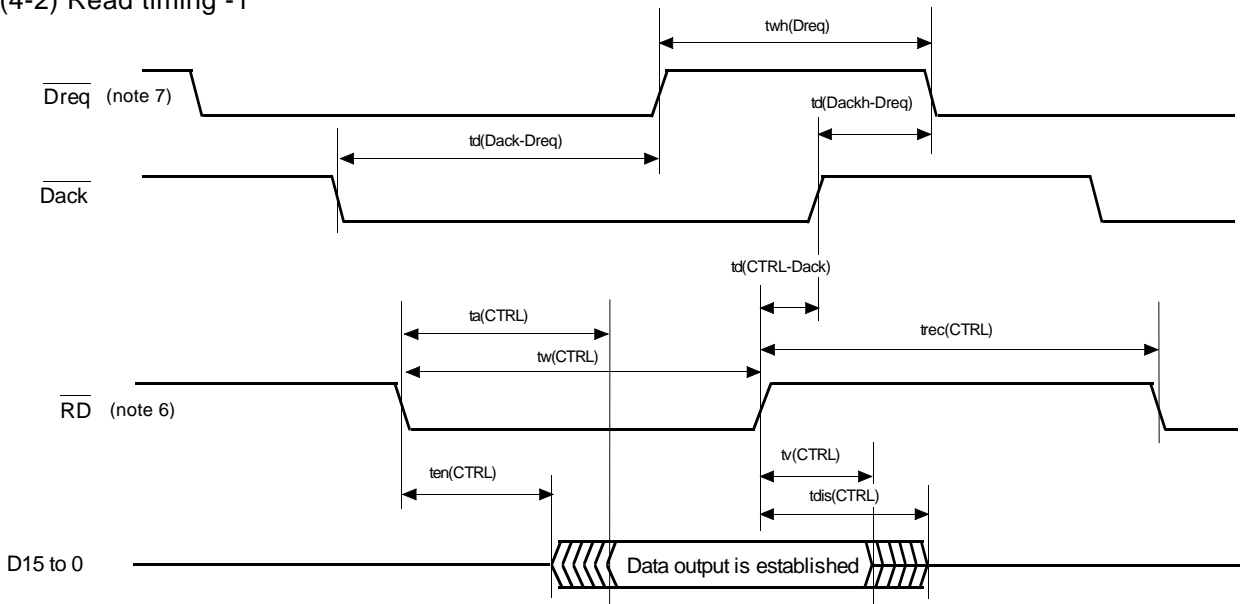 (4-2) Read timing -1
twh(Dreq)
Dreq (note 7)
td(Dackh-Dreq)
td(Dack-Dreq)
Dack
td(CTRL-Dack)
ta(CTRL)
trec(CTRL)
tw(CTRL)
RD (note 6)
tv(CTRL)
ten(CTRL)
tdis(CTRL)
D15 to 0
Data output is established